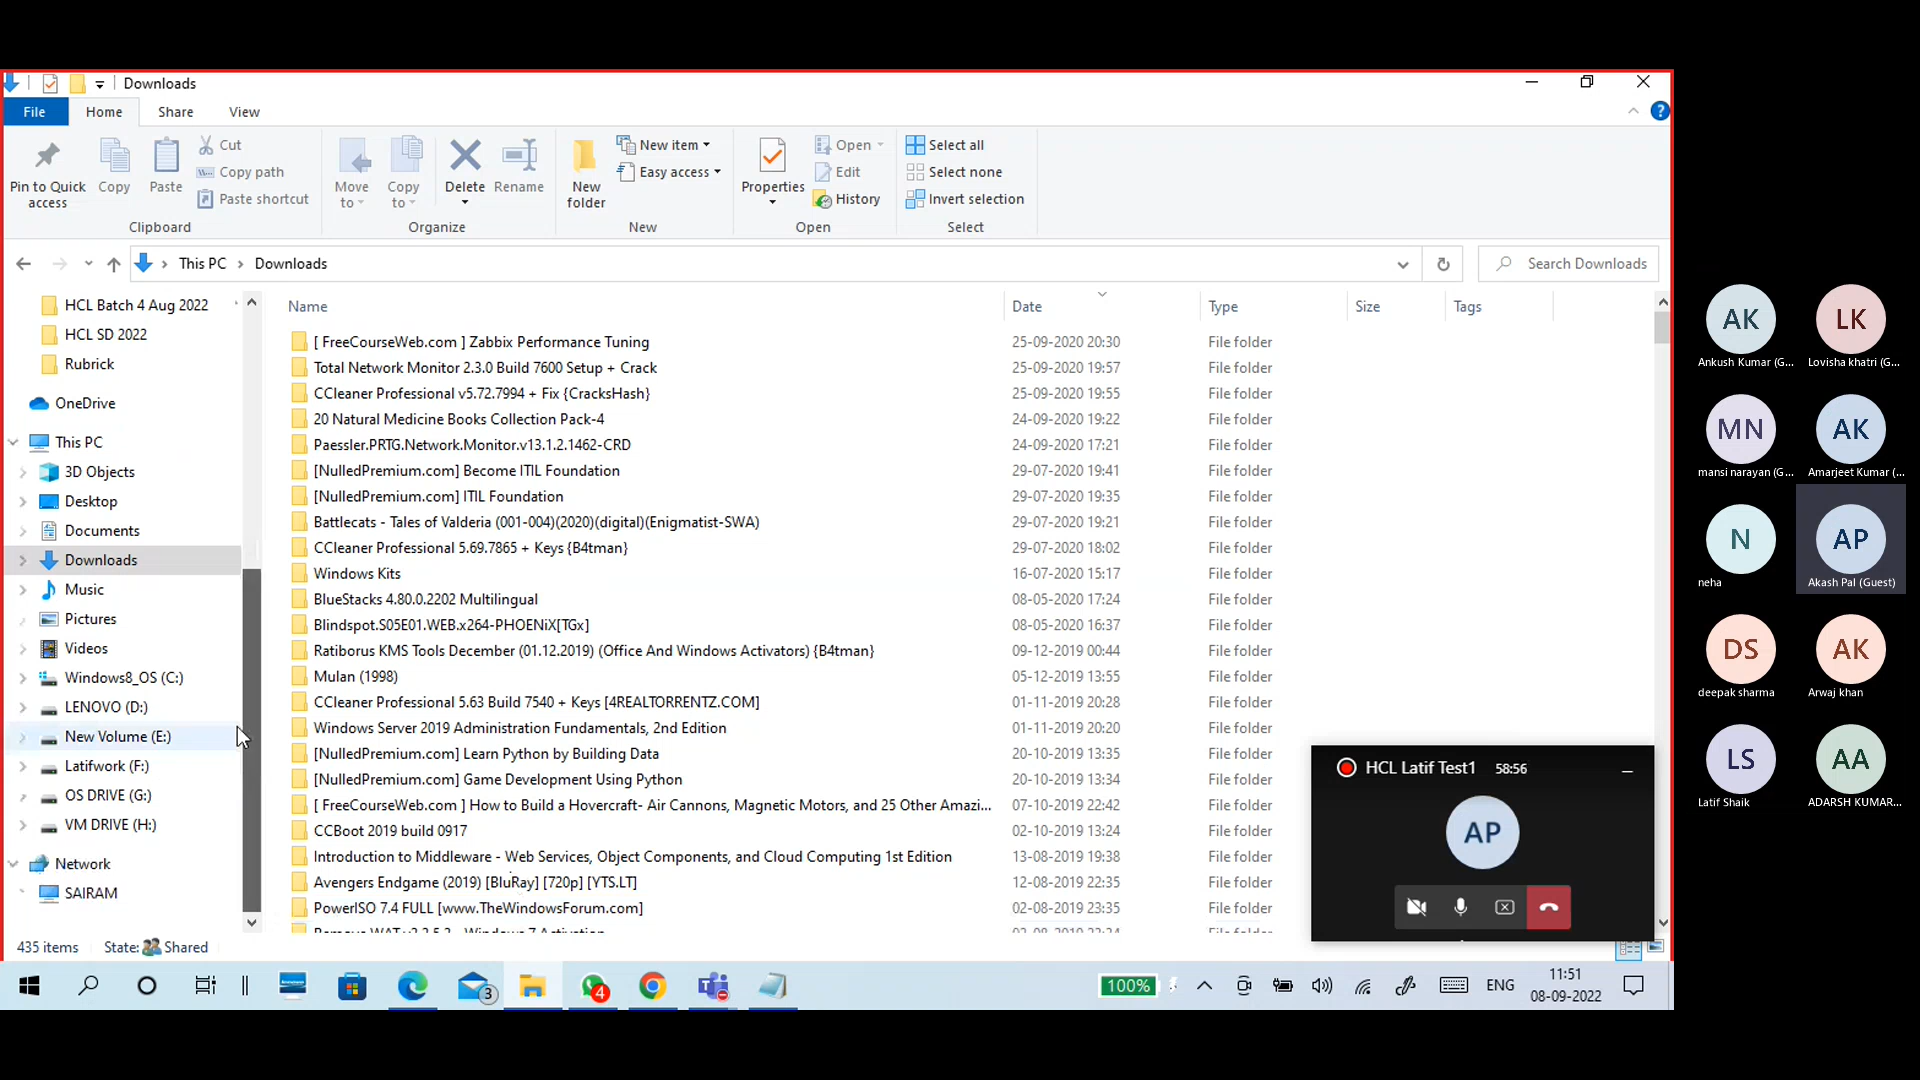 Downloads
File
Home
Share
View
Pin to Quick access
Copy
Paste
Cut
Copy path
Paste shortcut
Clipboard
Move to
Copy to
Delete
Rename
Organize
New folder
New item
Easy access
New
Properties
Open
Edit
History
Open
Select all
Select none
Invert selection
Select
This PC
Downloads
Search Downloads
HCL Batch 4 Aug 2022
HCL SD 2022
Rubrick
OneDrive
This PC
3D Objects
Desktop
Documents
Downloads
Music
Pictures
Videos
Windows8_OS (C:)
LENOVO (D:)
New Volume (E:)
Latifwork (F:)
OS DRIVE (G:)
VM DRIVE (H:)
Network
SAIRAM
Name Date Type Size Tags
[ FreeCourseWeb.com ] Zabbix Performance Tuning 25-09-2020 20:30 File folder
Total Network Monitor 2.3.0 Build 7600 Setup + Crack 25-09-2020 19:57 File folder
CCleaner Professional v5.72.7994 + Fix {CracksHash} 25-09-2020 19:55 File folder
20 Natural Medicine Books Collection Pack-4 24-09-2020 19:22 File folder
Paessler.PRTG.Network.Monitor.v13.1.2.1462-CRD 24-09-2020 17:21 File folder
[NulledPremium.com] Become ITIL Foundation 29-07-2020 19:41 File folder
[NulledPremium.com] ITIL Foundation 29-07-2020 19:35 File folder
Battlecats - Tales of Valderia (001-004)(2020)(digital)(Enigmatist-SWA) 29-07-2020 19:21 File folder
CCleaner Professional 5.69.7865 + Keys {B4tman} 29-07-2020 18:02 File folder
Windows Kits 16-07-2020 15:17 File folder
BlueStacks 4.80.0.2202 Multilingual 08-05-2020 17:24 File folder
Blindspot.S05E01.WEB.x264-PHOENiX[TGx] 08-05-2020 16:37 File folder
Ratiborus KMS Tools December (01.12.2019) (Office And Windows Activators) {B4tman} 09-12-2019 00:44 File folder
Mulan (1998) 05-12-2019 13:55 File folder
CCleaner Professional 5.63 Build 7540 + Keys [4REALTORRENTZ.COM] 01-11-2019 20:28 File folder
Windows Server 2019 Administration Fundamentals, 2nd Edition 01-11-2019 20:20 File folder
[NulledPremium.com] Learn Python by Building Data 20-10-2019 13:35 File folder
[NulledPremium.com] Game Development Using Python 20-10-2019 13:34 File folder
[ FreeCourseWeb.com ] How to Build a Hovercraft- Air Cannons, Magnetic Motors, and 25 Other Amazi... 07-10-2019 22:42 File folder
CCBoot 2019 build 0917 02-10-2019 13:24 File folder
Introduction to Middleware - Web Services, Object Components, and Cloud Computing 1st Edition 13-08-2019 19:38 File folder
Avengers Endgame (2019) [BluRay] [720p] [YTS.LT] 12-08-2019 22:35 File folder
PowerISO 7.4 FULL [www.TheWindowsForum.com] 02-08-2019 23:35 File folder
435 items State: Shared
HCL Latif Test1 58:56
AP
3
4
100%
ENG
11:51
08-09-2022
AK
Ankush Kumar (G...
LK
Lovisha khatri (G...
MN
mansi narayan (G...
AK
Amarjeet Kumar (...
N
neha
AP
Akash Pal (Guest)
DS
deepak sharma
AK
Arwaj khan
LS
Latif Shaik
AA
ADARSH KUMAR...